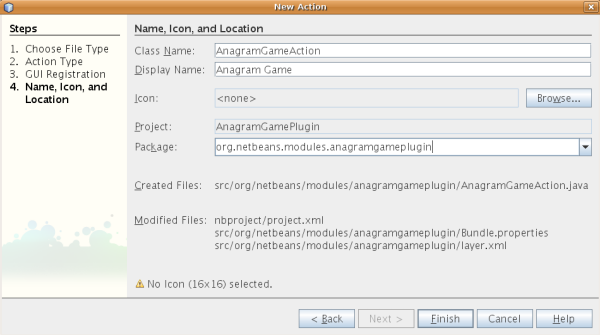 New Action
Steps
1. Choose File Type
2. Action Type
3. GUI Registration
4. Name, Icon, and
Location
Name, Icon, and Location
Class Name: AnagramGameAction
Display Name: Anagram Game
Icon: <none> Browse...
Project: AnagramGamePlugin
Package: org.netbeans.modules.anagramgameplugin
Created Files: src/org/netbeans/modules/anagramgameplugin/AnagramGameAction.java
Modified Files: nbproject/project.xml
src/org/netbeans/modules/anagramgameplugin/Bundle.properties
src/org/netbeans/modules/anagramgameplugin/layer.xml
No Icon (16x16) selected.
< Back Next > Finish Cancel Help